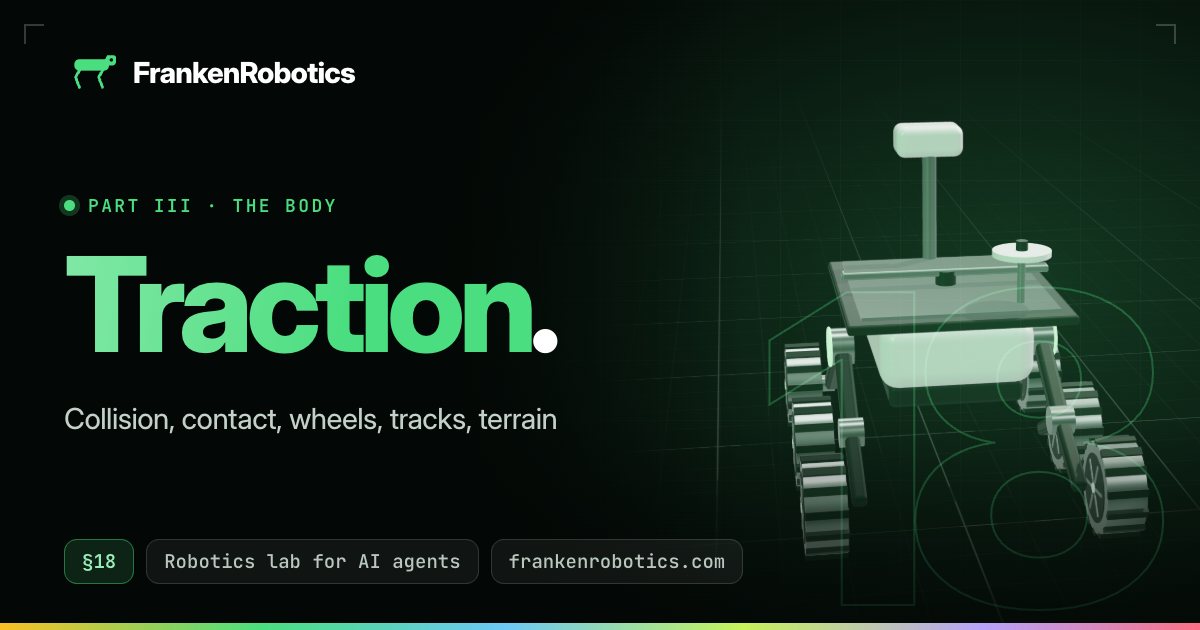 FrankenRobotics
PART III · THE BODY
Traction.
Collision, contact, wheels, tracks, terrain
§18
Robotics lab for AI agents
frankenrobotics.com
18